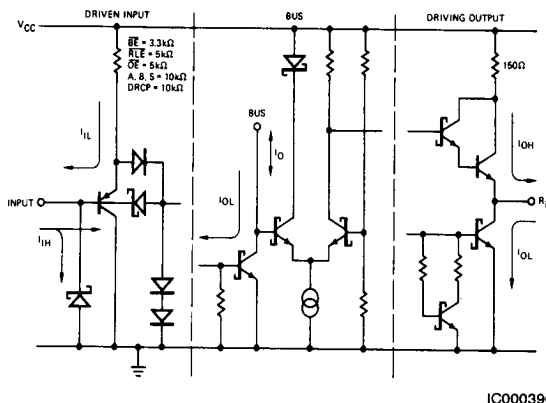 DRIVEN INPUT
BUS
DRIVING OUTPUT
VCC
BE = 3.3kΩ
RLE = 5kΩ
OE = 5kΩ
A, B, S = 10kΩ
DRCP = 10kΩ
150Ω
BUS
IIL
IO
IOH
IOL
INPUT
IIH
IOL
IC000390